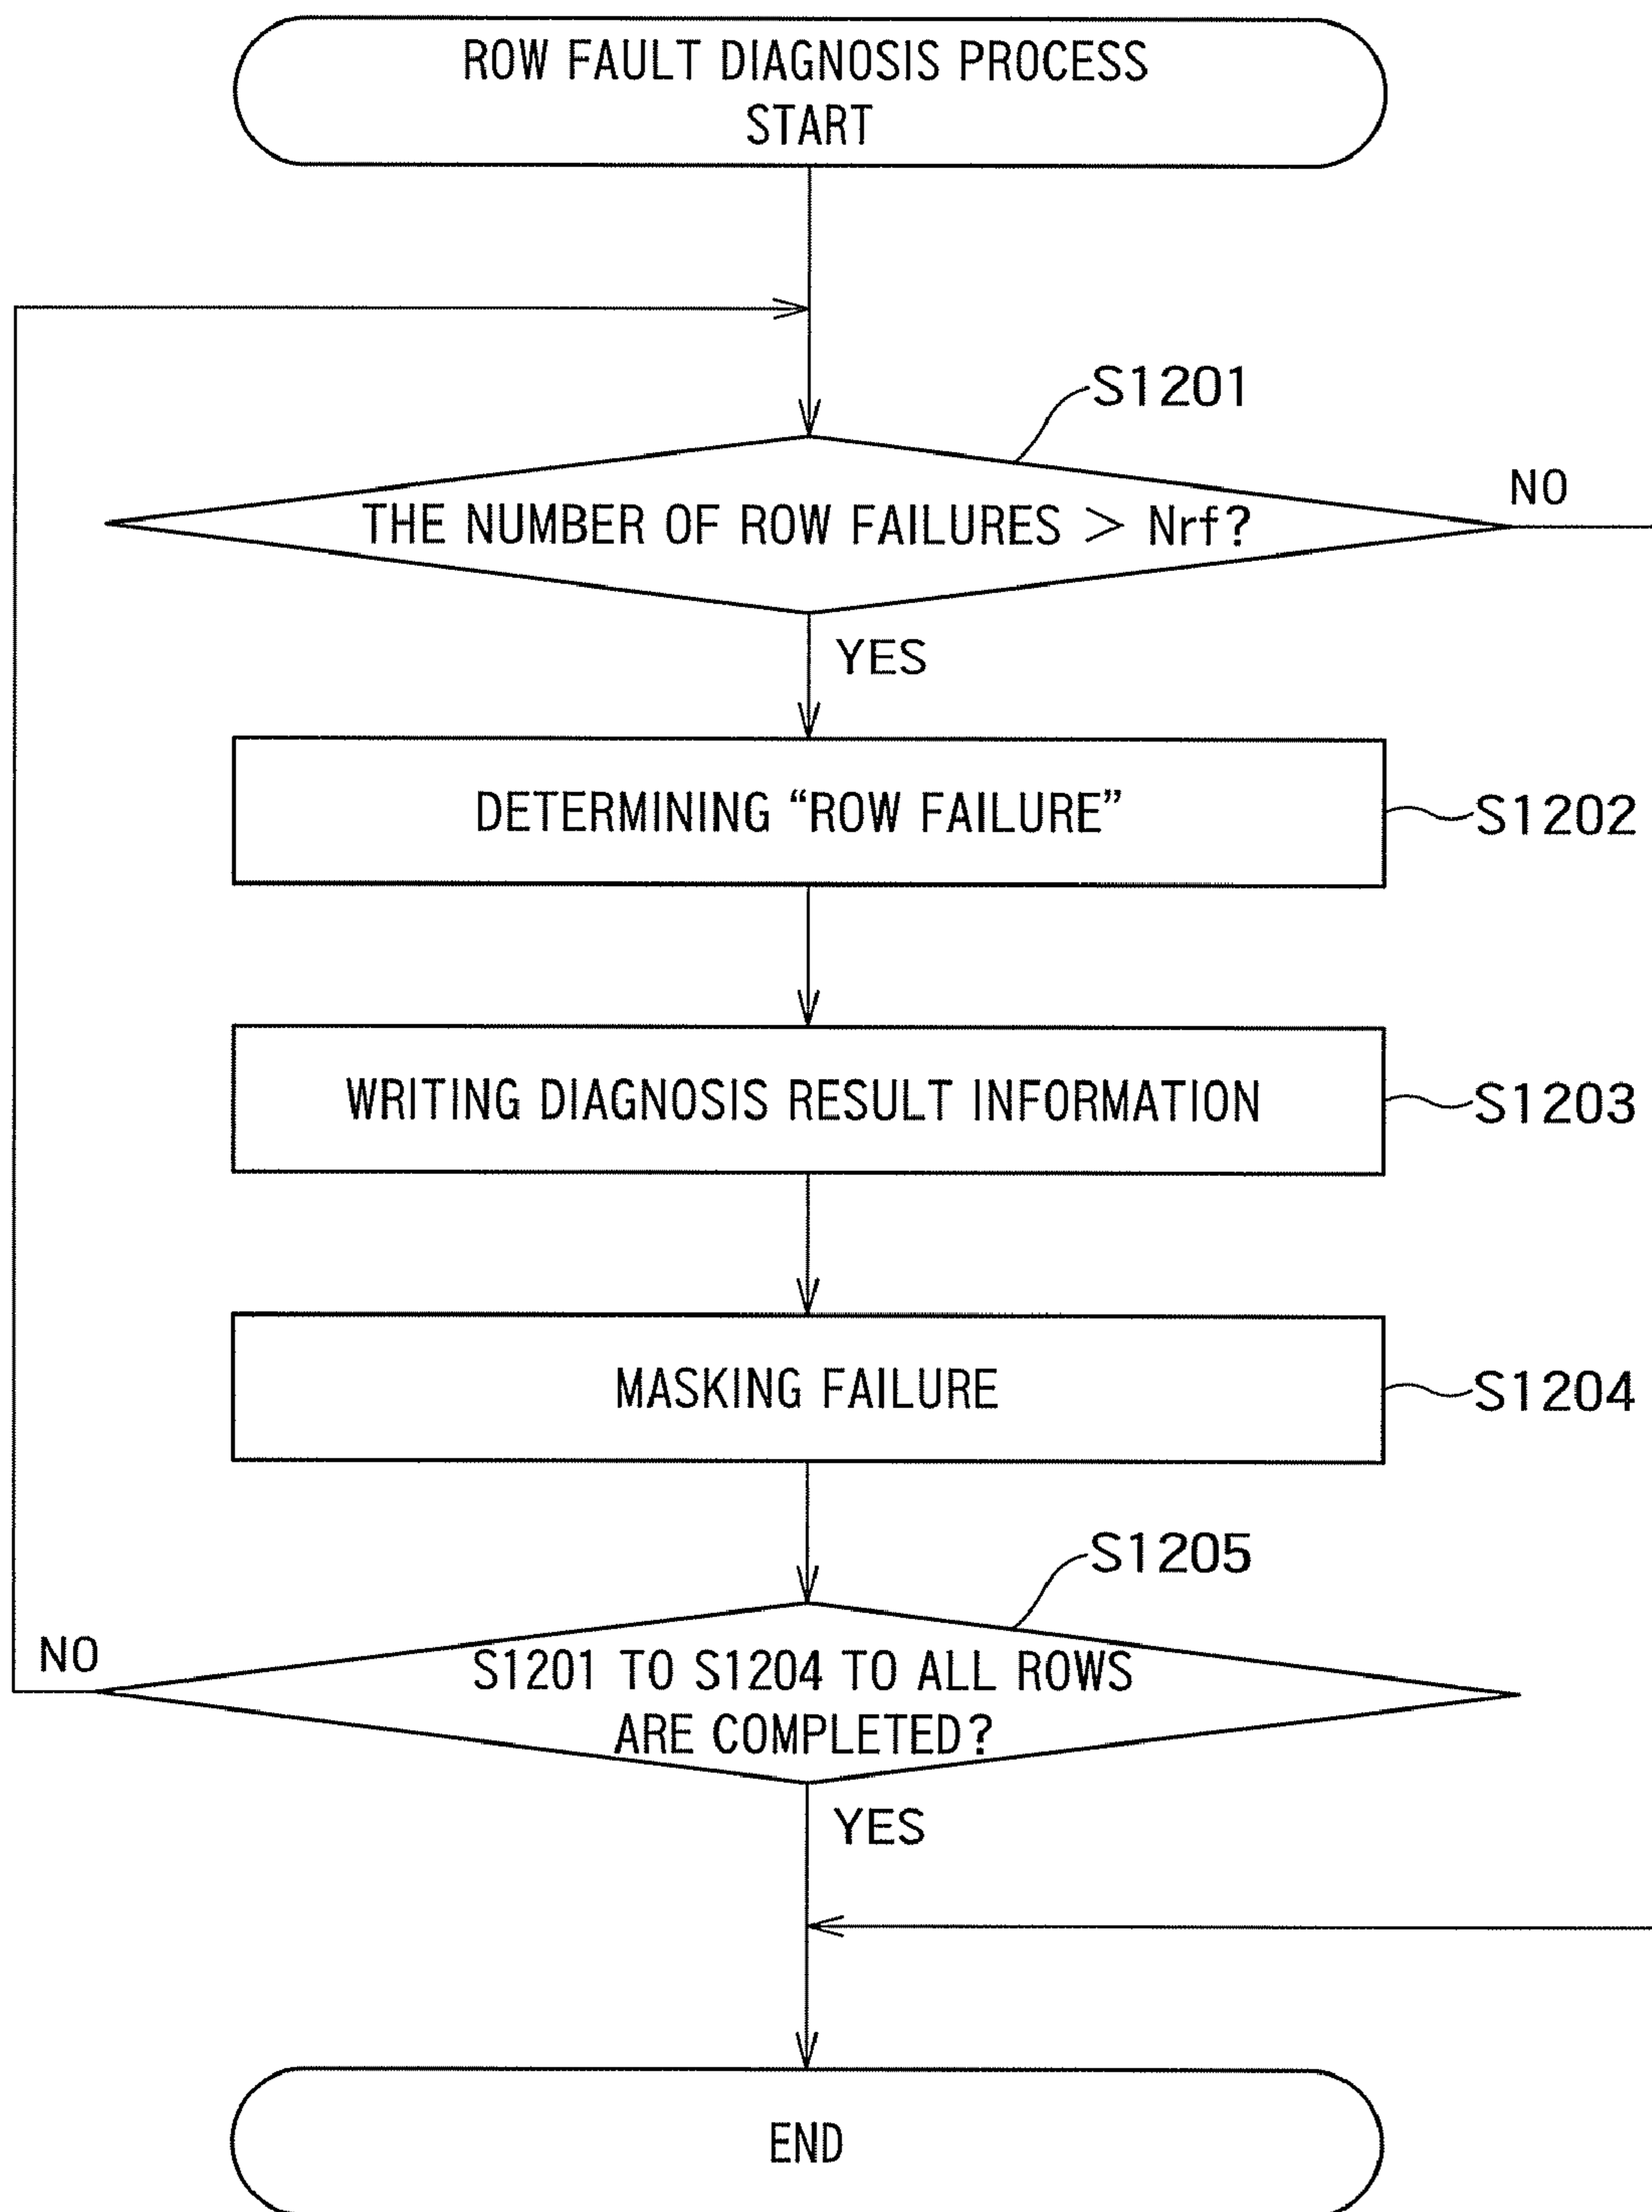 ROW FAULT DIAGNOSIS PROCESS
START
S1201
THE NUMBER OF ROW FAILURES > Nrf?
NO
YES
DETERMINING “ROW FAILURE”
S1202
WRITING DIAGNOSIS RESULT INFORMATION
S1203
MASKING FAILURE
S1204
S1205
NO
S1201 TO S1204 TO ALL ROWS
ARE COMPLETED?
YES
END